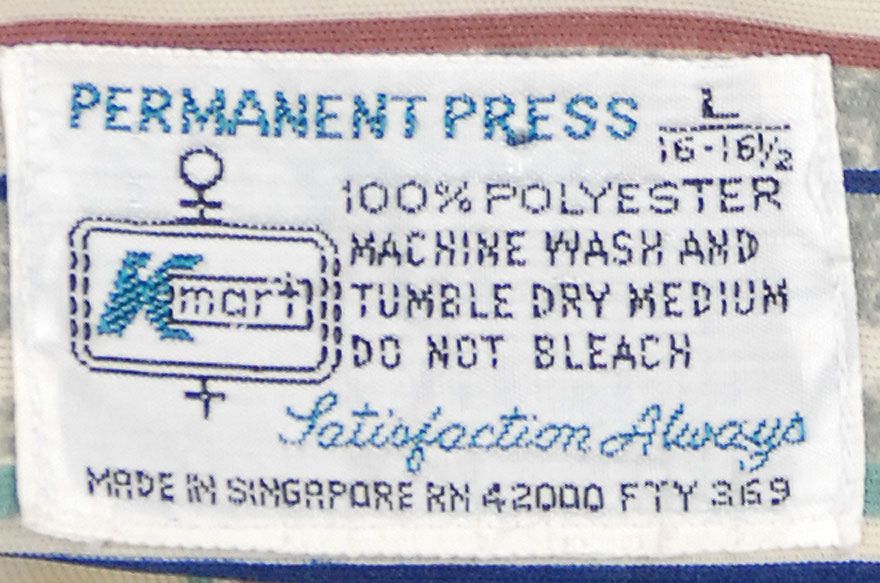 PERMANENT PRESS L
16-16½
100% POLYESTER
MACHINE WASH AND
Kmart TUMBLE DRY MEDIUM
DO NOT BLEACH
Satisfaction Always
MADE IN SINGAPORE RN 42000 FTY 369